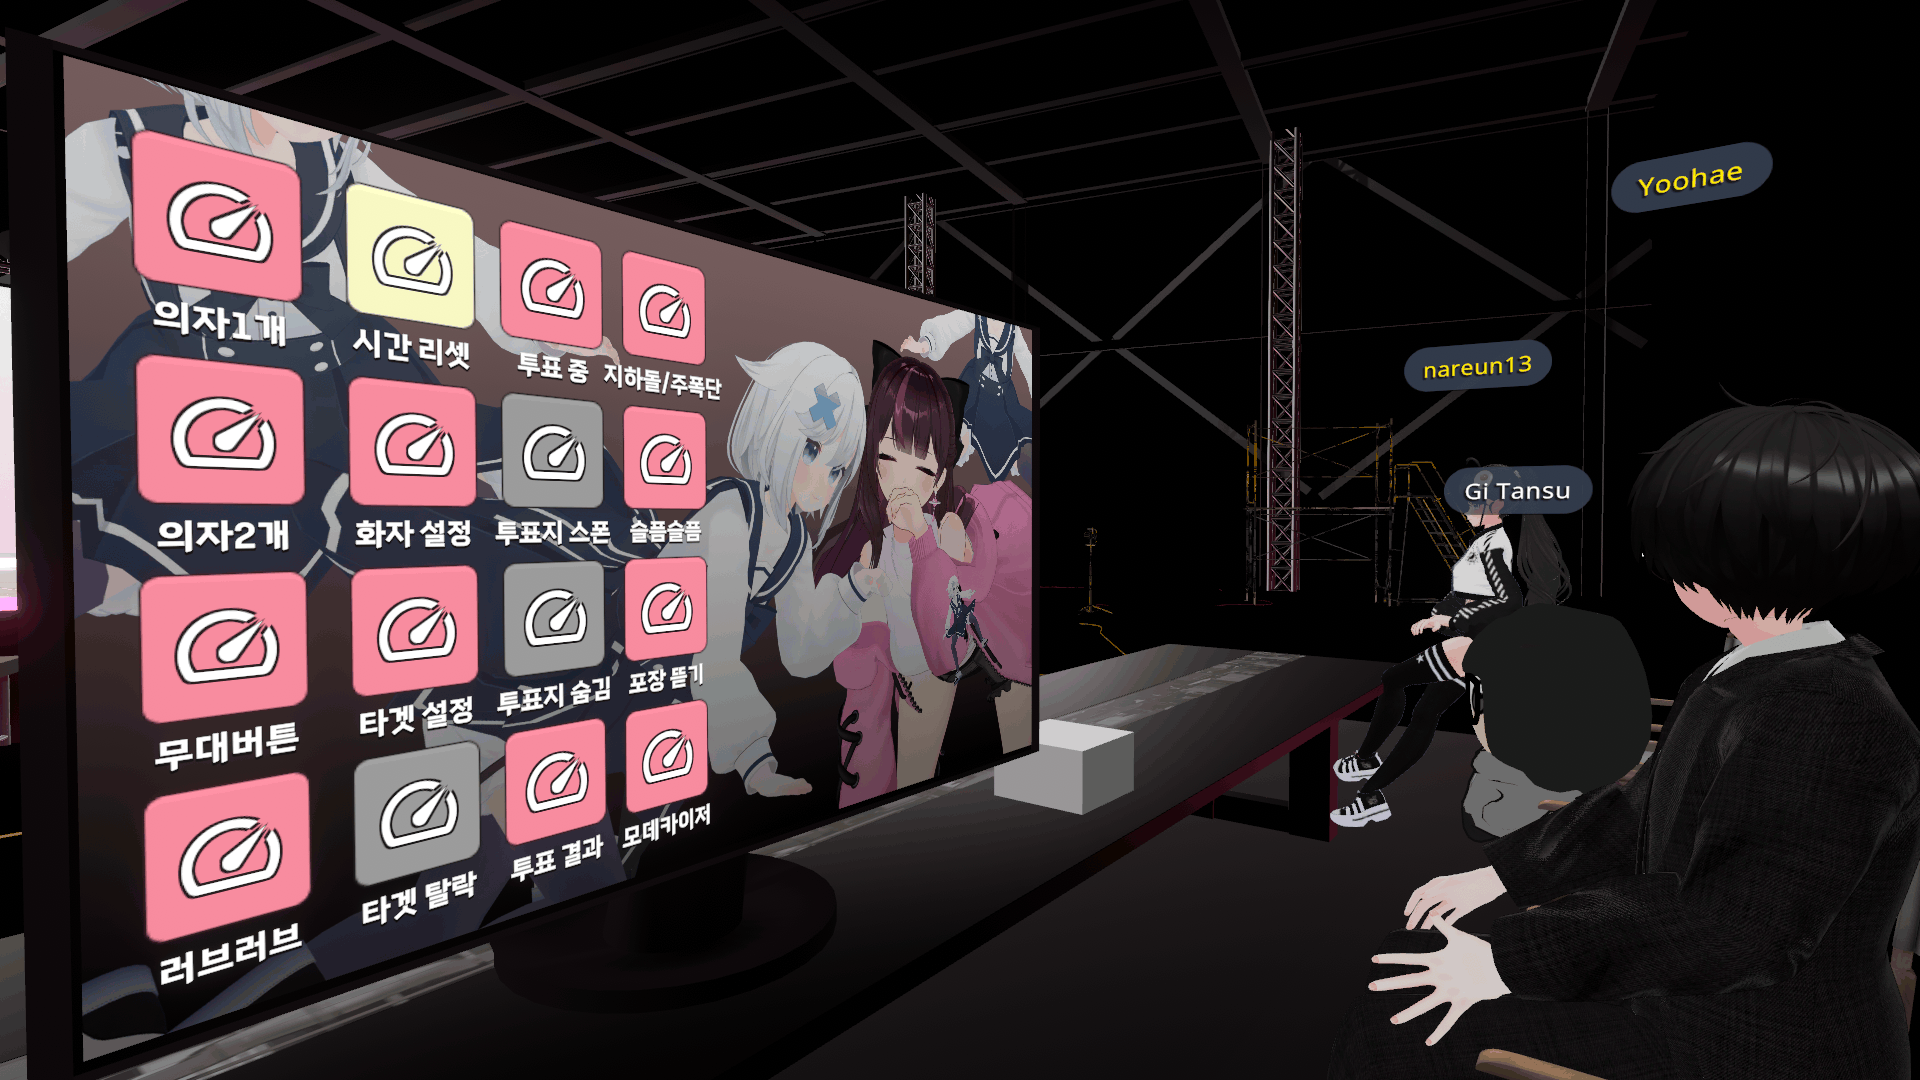 의자1개
시간 리셋
투표 중
지하돌/주폭단
의자2개
화자 설정
투표지 스폰
슬픔슬픔
무대버튼
타겟 설정
투표지 숨김
포장 뜯기
러브러브
타겟 탈락
투표 결과
모데카이저
Yoohae
nareun13
Gi Tansu